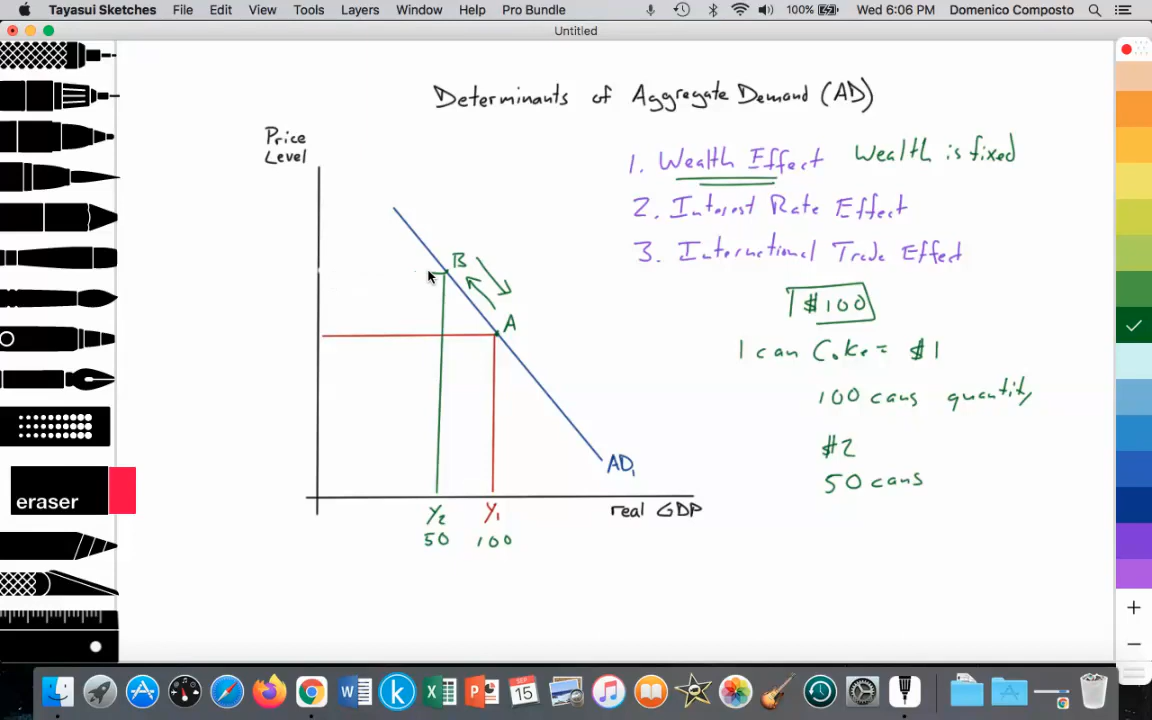 Tayasui Sketches File Edit View Tools Layers Window Help Pro Bundle 100% Wed 6:06 PM Domenico Composto
Untitled
Determinants of Aggregate Demand (AD)
Price
Level
1. Wealth Effect Wealth is fixed
2. Interest Rate Effect
3. International Trade Effect
B
$100
A
1 can Coke = $1
100 cans quantity
$2
50 cans
AD1
eraser
Y2 Y1 real GDP
50 100
SEP
15